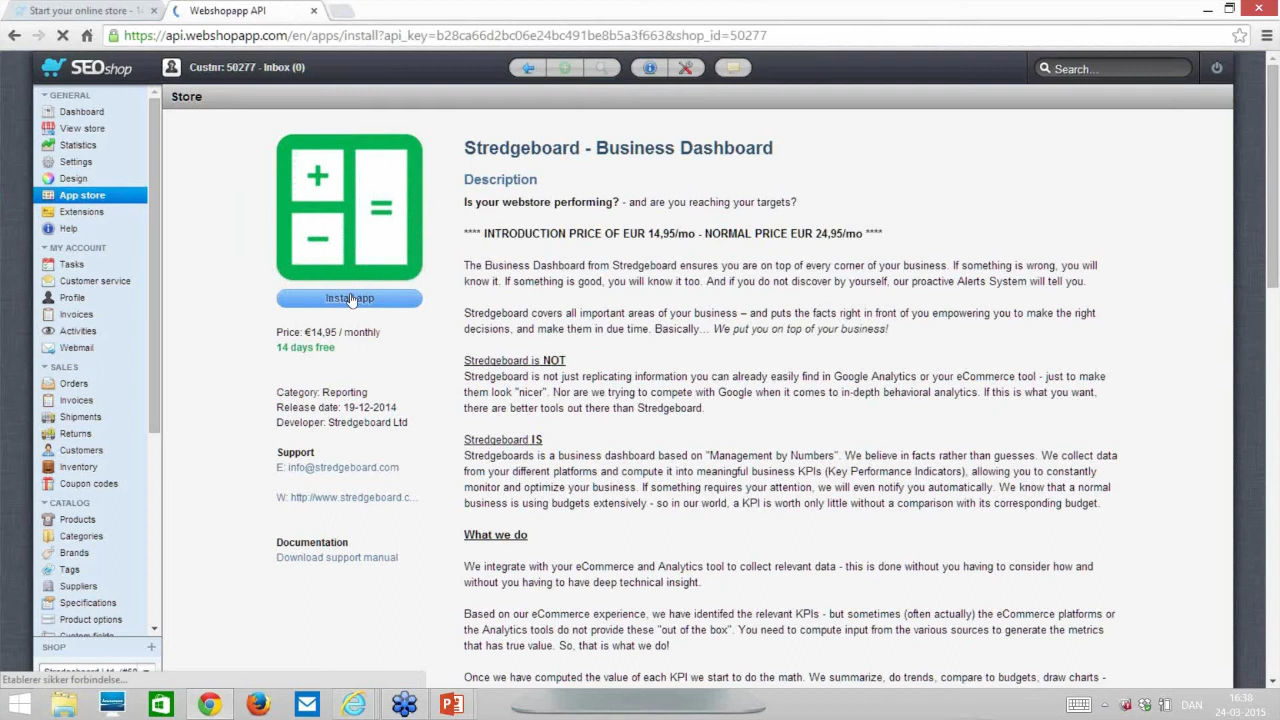 Start your online store - 1
Webshopapp API
https://api.webshopapp.com/en/apps/install?api_key=b28ca66d2bc06e24bc491be8b5a3f663&shop_id=50277
SEOshop
Custnr: 50277 - Inbox (0)
Search...
GENERAL
Dashboard
View store
Statistics
Settings
Design
App store
Extensions
Help
MY ACCOUNT
Tasks
Customer service
Profile
Invoices
Activities
Webmail
SALES
Orders
Invoices
Shipments
Returns
Customers
Inventory
Coupon codes
CATALOG
Products
Categories
Brands
Tags
Suppliers
Specifications
Product options
Custom fields
SHOP
Stredgeboard Ltd.
Etablerer sikker forbindelse...
Store
Install app
Price: €14,95 / monthly
14 days free
Category: Reporting
Release date: 19-12-2014
Developer: Stredgeboard Ltd
Support
E: info@stredgeboard.com
W: http://www.stredgeboard.c...
Documentation
Download support manual
Stredgeboard - Business Dashboard
Description
Is your webstore performing? - and are you reaching your targets?
**** INTRODUCTION PRICE OF EUR 14,95/mo - NORMAL PRICE EUR 24,95/mo ****
The Business Dashboard from Stredgeboard ensures you are on top of every corner of your business. If something is wrong, you will
know it. If something is good, you will know it too. And if you do not discover by yourself, our proactive Alerts System will tell you.
Stredgeboard covers all important areas of your business – and puts the facts right in front of you empowering you to make the right
decisions, and make them in due time. Basically… We put you on top of your business!
Stredgeboard is NOT
Stredgeboard is not just replicating information you can already easily find in Google Analytics or your eCommerce tool - just to make
them look "nicer". Nor are we trying to compete with Google when it comes to in-depth behavioral analytics. If this is what you want,
there are better tools out there than Stredgeboard.
Stredgeboard IS
Stredgeboards is a business dashboard based on "Management by Numbers". We believe in facts rather than guesses. We collect data
from your different platforms and compute it into meaningful business KPIs (Key Performance Indicators), allowing you to constantly
monitor and optimize your business. If something requires your attention, we will even notify you automatically. We know that a normal
business is using budgets extensively - so in our world, a KPI is worth only little without a comparison with its corresponding budget.
What we do
We integrate with your eCommerce and Analytics tool to collect relevant data - this is done without you having to consider how and
without you having to have deep technical insight.
Based on our eCommerce experience, we have identifed the relevant KPIs - but sometimes (often actually) the eCommerce platforms or
the Analytics tools do not provide these "out of the box". You need to compute input from the various sources to generate the metrics
that has true value. So, that is what we do!
Once we have computed the value of each KPI we start to do the math. We summarize, do trends, compare to budgets, draw charts -
DAN
16:38
24-03-2015